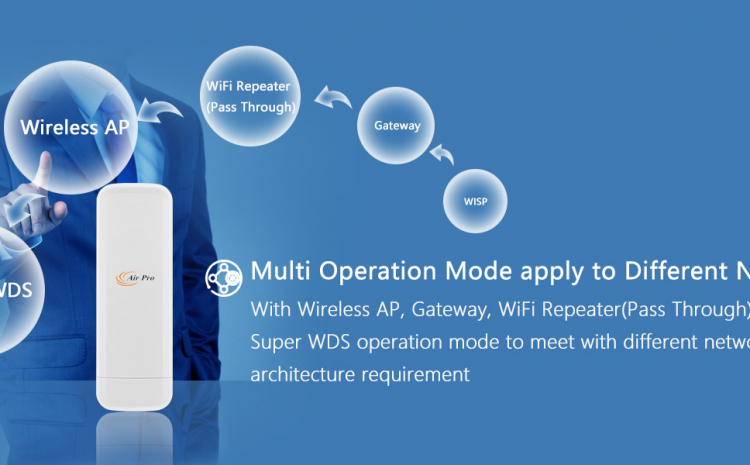 WiFi Repeater
(Pass Through)
Wireless AP
Gateway
WISP
WDS
Air Pro
Multi Operation Mode apply to Different N
With Wireless AP, Gateway, WiFi Repeater(Pass Through)
Super WDS operation mode to meet with different netwo
architecture requirement